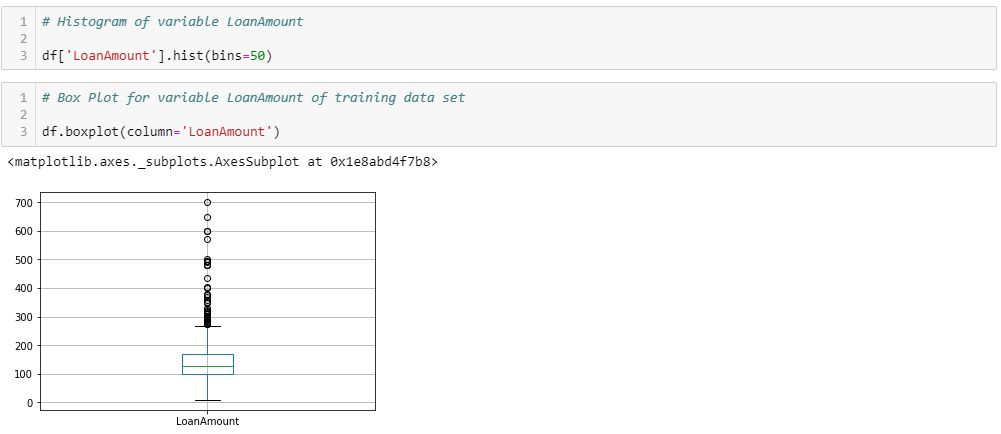 1 # Histogram of variable LoanAmount
2
3 df['LoanAmount'].hist(bins=50)
1 # Box Plot for variable LoanAmount of training data set
2
3 df.boxplot(column='LoanAmount')
<matplotlib.axes._subplots.AxesSubplot at 0x1e8abd4f7b8>
700
600
500
400
300
200
100
0
LoanAmount